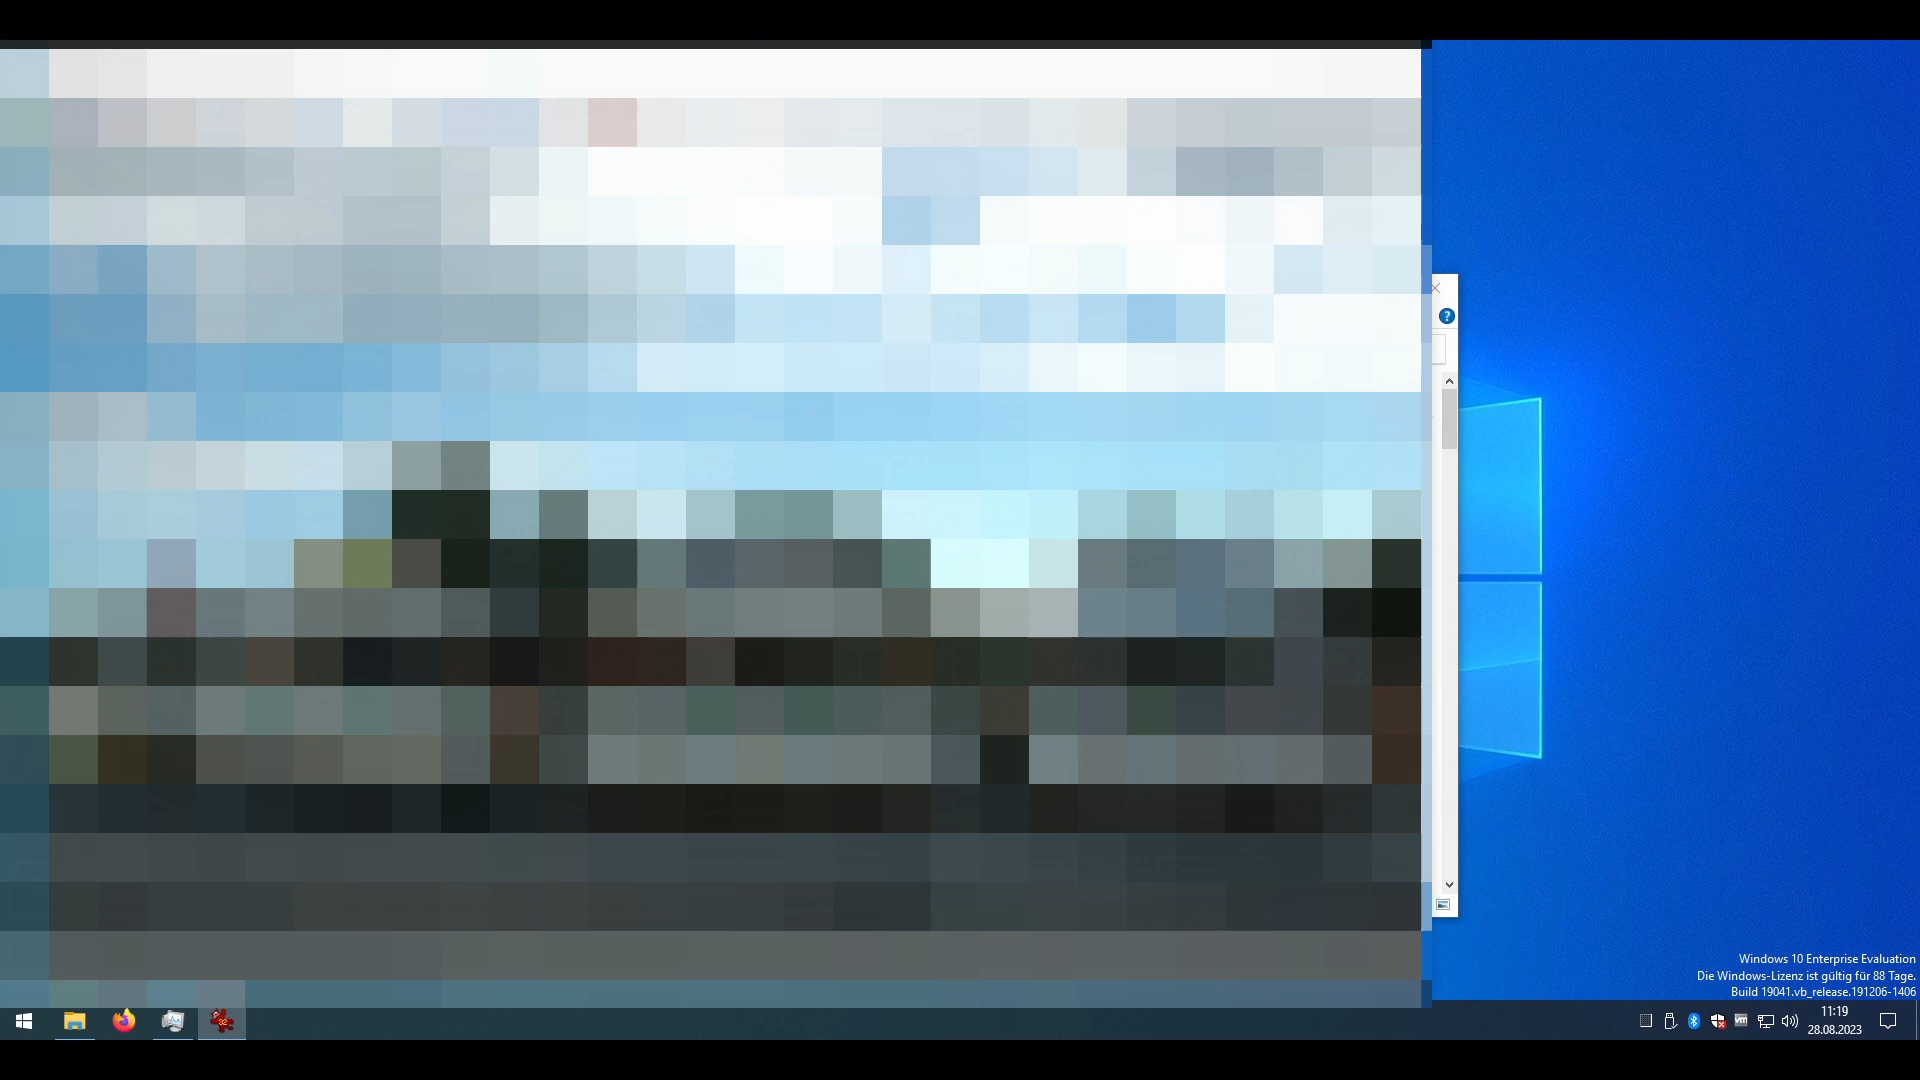 Windows 10 Enterprise Evaluation
Die Windows-Lizenz ist gültig für 88 Tage.
Build 19041.vb_release.191206-1406
11:19
28.08.2023